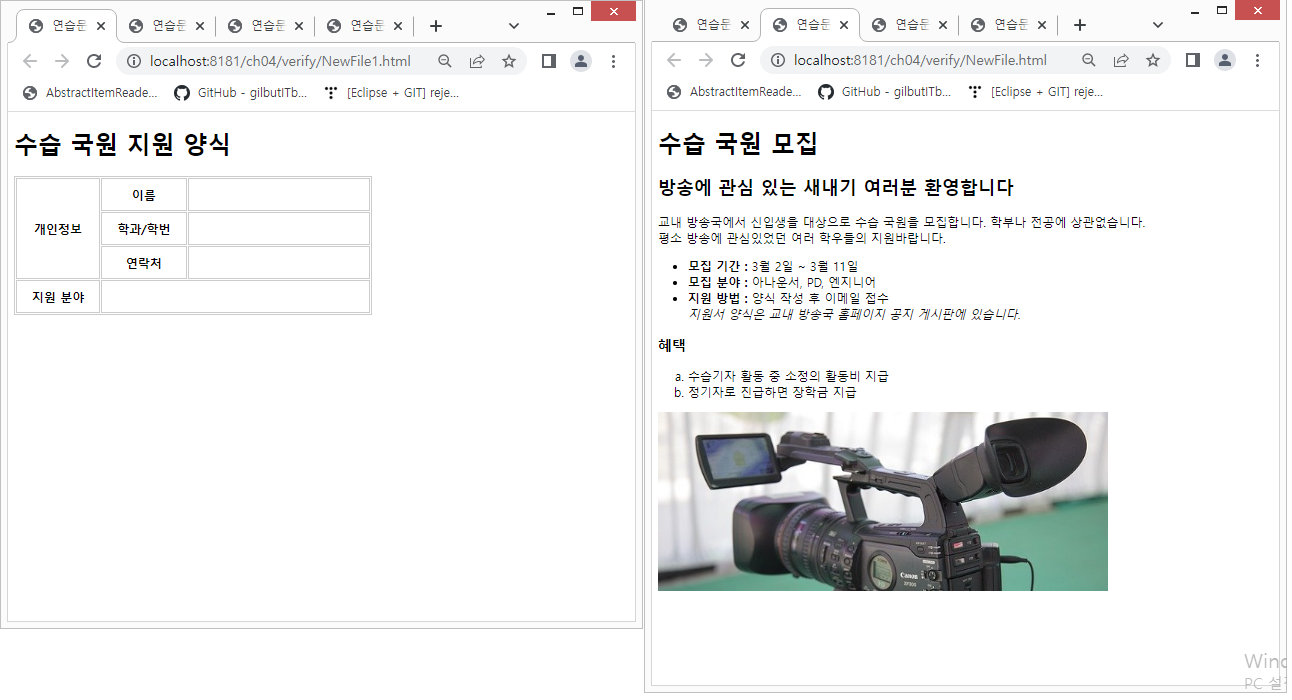 연습문
연습문
연습문
연습문
localhost:8181/ch04/verify/NewFile1.html
AbstractItemReade...
GitHub - gilbutITb...
[Eclipse + GIT] reje...
수습 국원 지원 양식
개인정보
이름
학과/학번
연락처
지원 분야
연습문
연습문
연습문
연습문
localhost:8181/ch04/verify/NewFile.html
AbstractItemReade...
GitHub - gilbutITb...
[Eclipse + GIT] reje...
수습 국원 모집
방송에 관심 있는 새내기 여러분 환영합니다
교내 방송국에서 신입생을 대상으로 수습 국원을 모집합니다. 학부나 전공에 상관없습니다.
평소 방송에 관심있었던 여러 학우들의 지원바랍니다.
• 모집 기간 : 3월 2일 ~ 3월 11일
• 모집 분야 : 아나운서, PD, 엔지니어
• 지원 방법 : 양식 작성 후 이메일 접수
지원서 양식은 교내 방송국 홈페이지 공지 게시판에 있습니다.
혜택
a. 수습기자 활동 중 소정의 활동비 지급
b. 정기자로 진급하면 장학금 지급
Canon
Wind
PC 설정